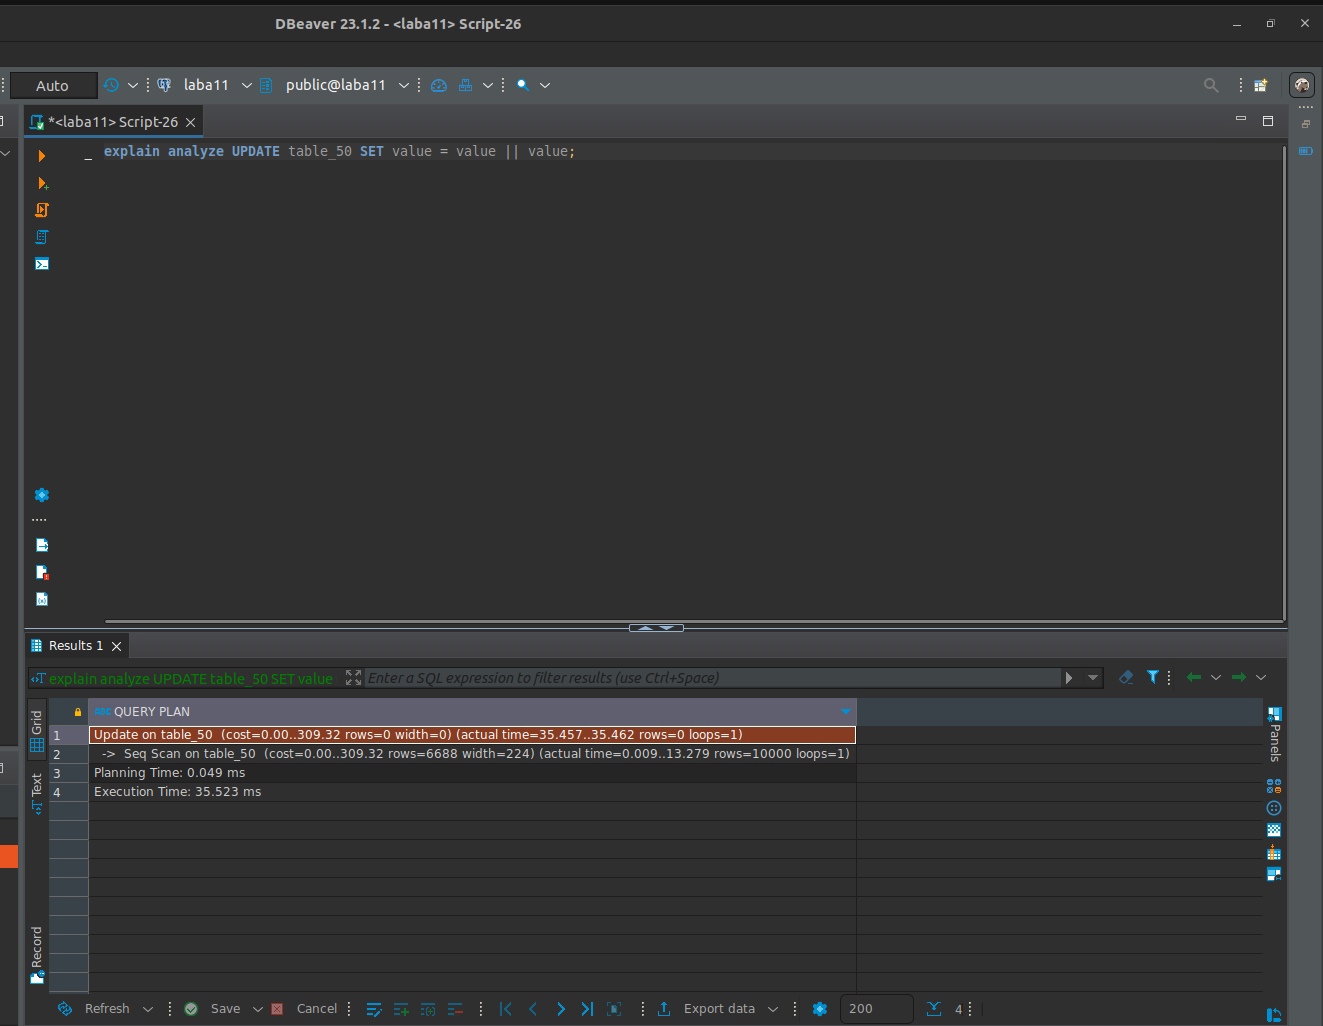 DBeaver 23.1.2 - <laba11> Script-26
Auto laba11 public@laba11
*<laba11> Script-26
explain analyze UPDATE table_50 SET value = value || value;
Results 1
explain analyze UPDATE table_50 SET value
Enter a SQL expression to filter results (use Ctrl+Space)
Grid
Text
Record
ABC QUERY PLAN
1 Update on table_50 (cost=0.00..309.32 rows=0 width=0) (actual time=35.457..35.462 rows=0 loops=1)
2 -> Seq Scan on table_50 (cost=0.00..309.32 rows=6688 width=224) (actual time=0.009..13.279 rows=10000 loops=1)
3 Planning Time: 0.049 ms
4 Execution Time: 35.523 ms
Panels
Refresh Save Cancel Export data 200 4